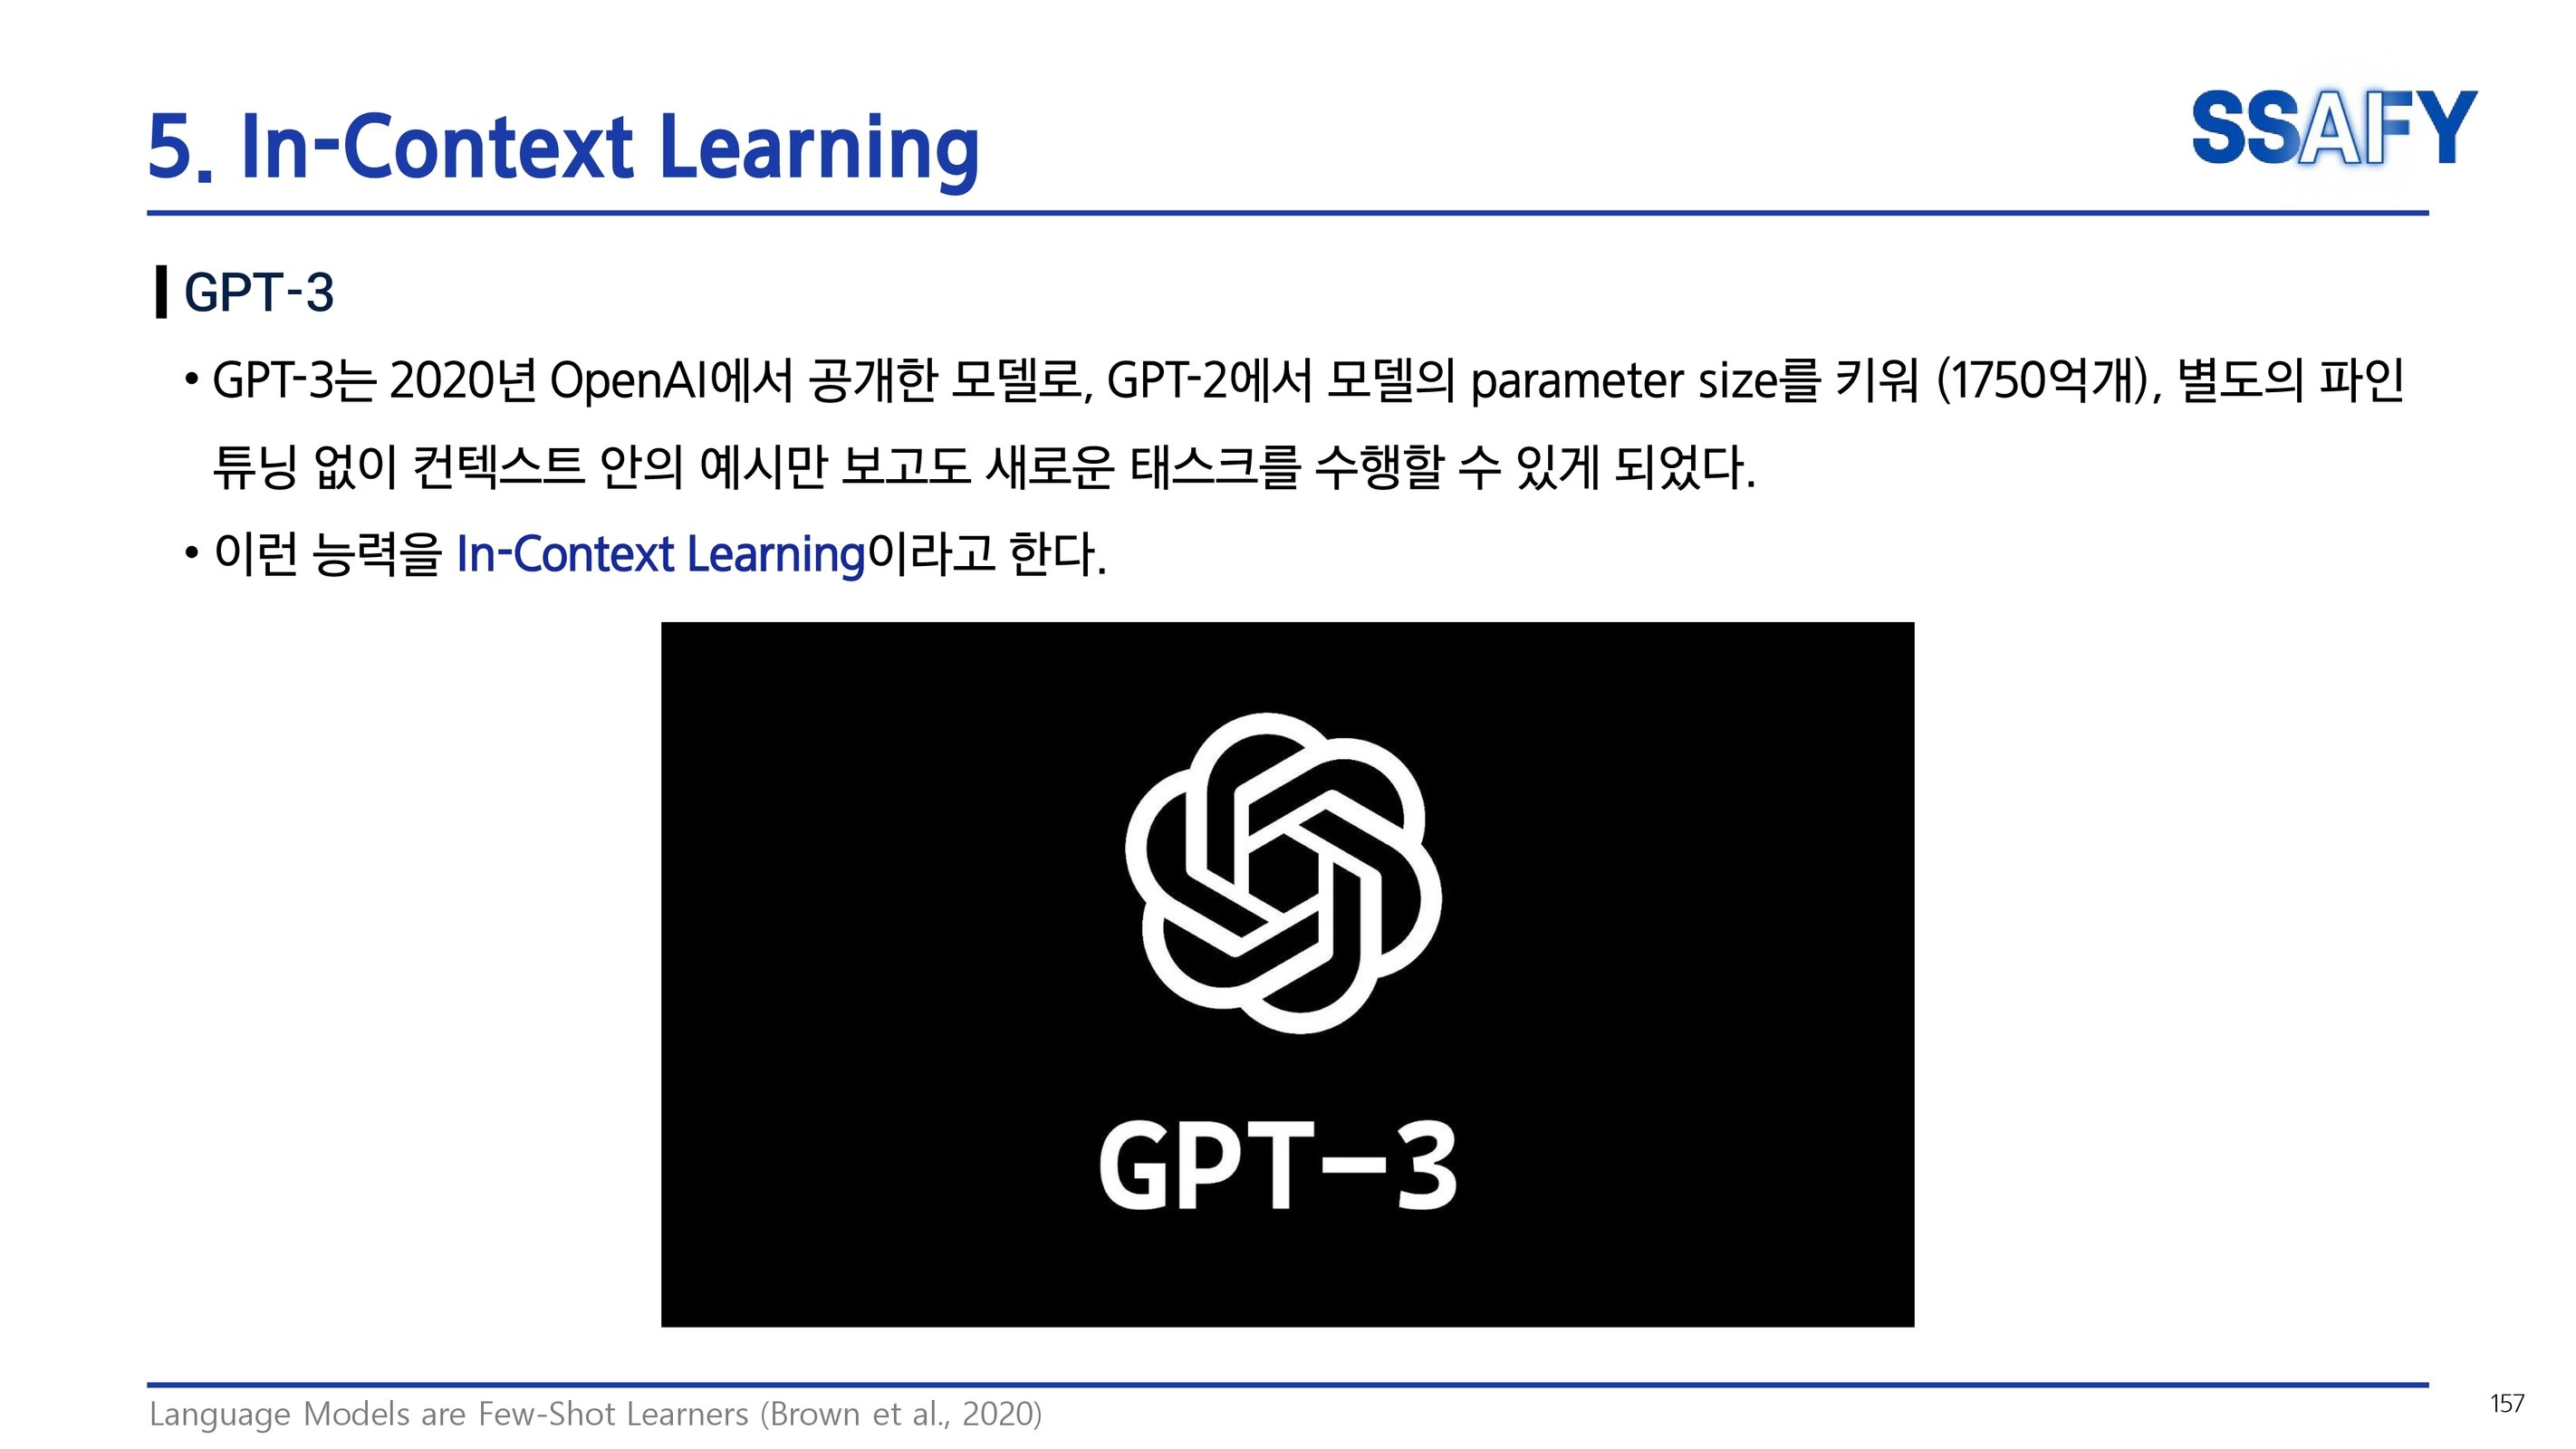 5. In-Context Learning
SSAFY
GPT-3
• GPT-3는 2020년 OpenAI에서 공개한 모델로, GPT-2에서 모델의 parameter size를 키워 (1750억개), 별도의 파인
튜닝 없이 컨텍스트 안의 예시만 보고도 새로운 태스크를 수행할 수 있게 되었다.
• 이런 능력을 In-Context Learning이라고 한다.
GPT-3
Language Models are Few-Shot Learners (Brown et al., 2020)
157